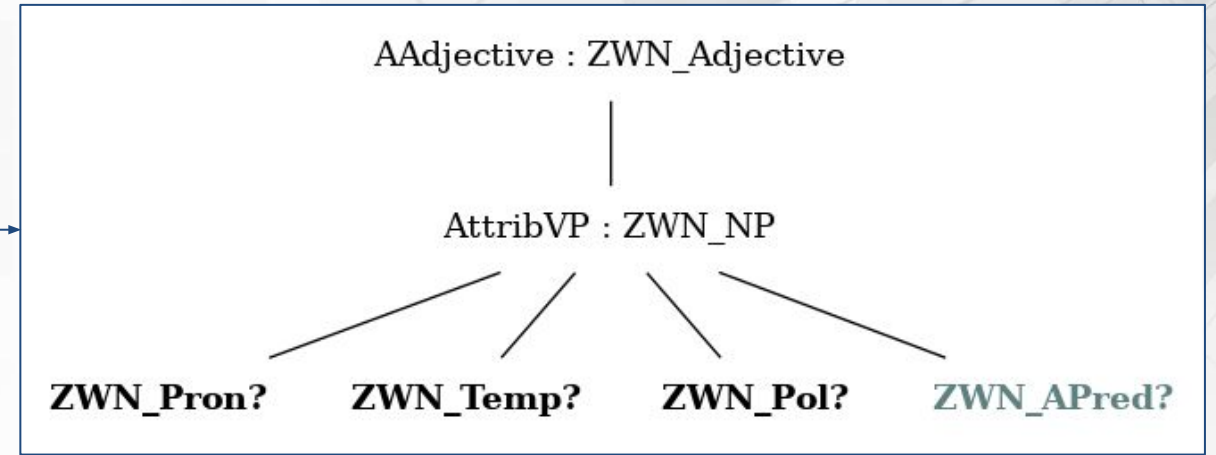 AAdjective : ZWN_Adjective
AttribVP : ZWN_NP
ZWN_Pron? ZWN_Temp? ZWN_Pol? ZWN_APred?